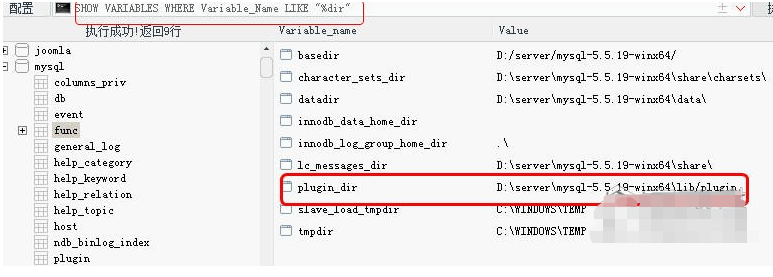 配置 SHOW VARIABLES WHERE Variable_Name LIKE "%dir"
执行成功!返回9行
joomla
mysql
columns_priv
db
event
func
general_log
help_category
help_keyword
help_relation
help_topic
host
ndb_binlog_index
plugin
Variable_name Value
basedir D:/server/mysql-5.5.19-winx64/
character_sets_dir D:\server\mysql-5.5.19-winx64\share\charsets\
datadir D:\server\mysql-5.5.19-winx64\data\
innodb_data_home_dir
innodb_log_group_home_dir .\
lc_messages_dir D:\server\mysql-5.5.19-winx64\share\
plugin_dir D:\server\mysql-5.5.19-winx64\lib/plugin
slave_load_tmpdir C:\WINDOWS\TEMP
tmpdir C:\WINDOWS\TEMP